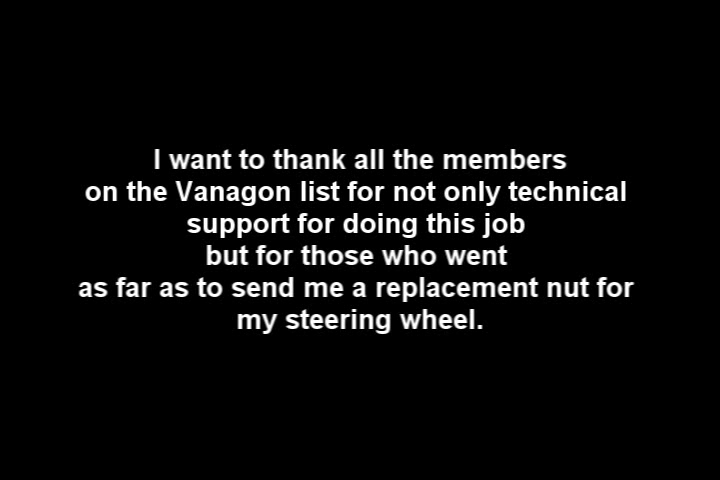 I want to thank all the members
on the Vanagon list for not only technical
support for doing this job
but for those who went
as far as to send me a replacement nut for
my steering wheel.